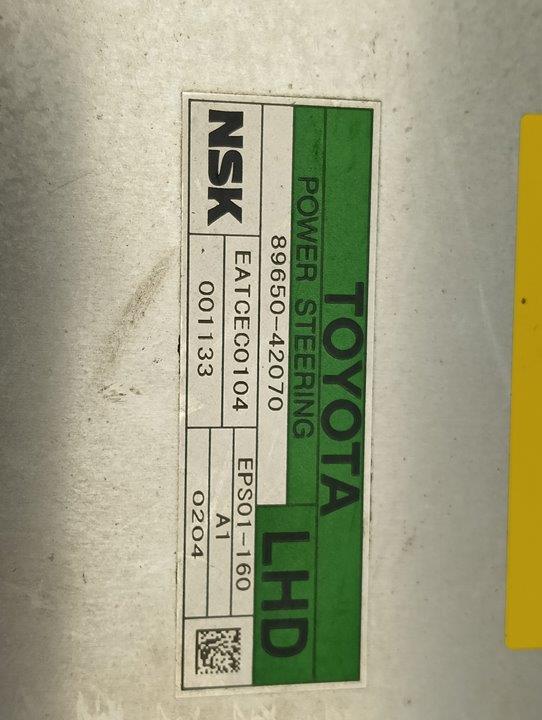 TOYOTA
POWER STEERING
89650-42070
LHD
NSK
EATCEC0104
001133
EPS01-160
A1
0204